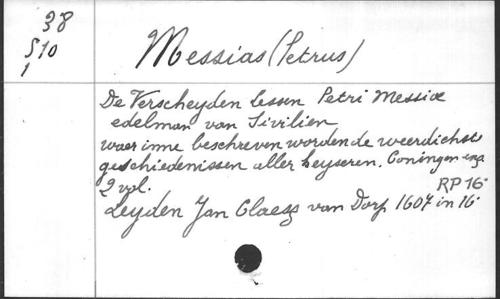 38
510
1
Messias (Petrus)
De Verscheyden lessen Petri Messiæ
edelman van Sivilien
waer inne beschreven worden de weerdichste
geschiedenissen aller keyseren, Coningen enz
2 vol.
RP 16°
Leyden Jan Claesz van Dorp 1607 in 16°